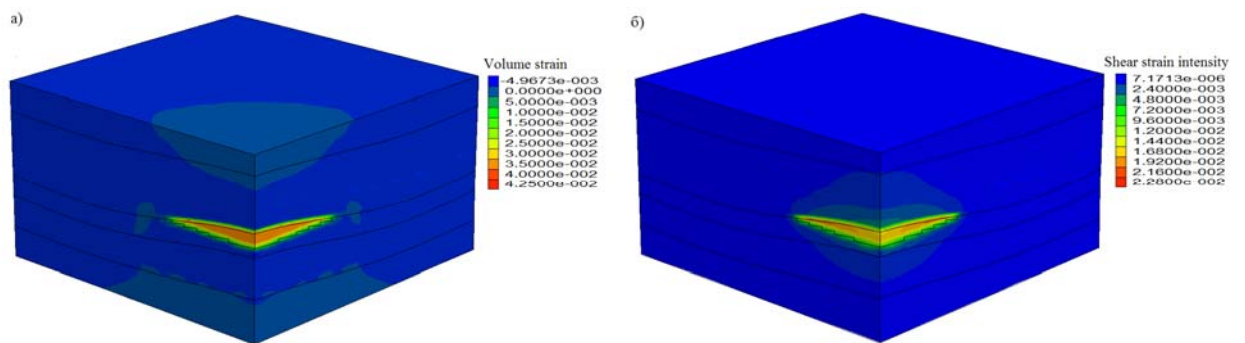 а)
Volume strain
-4.9673e-003
0.0000e+000
5.0000e-003
1.0000e-002
1.5000e-002
2.0000e-002
2.5000e-002
3.0000e-002
3.5000e-002
4.0000e-002
4.2500e-002
б)
Shear strain intensity
7.1713e-006
2.4000e-003
4.8000e-003
7.2000e-003
9.6000e-003
1.2000e-002
1.4400e-002
1.6800e-002
1.9200e-002
2.1600e-002
2.2800e-002